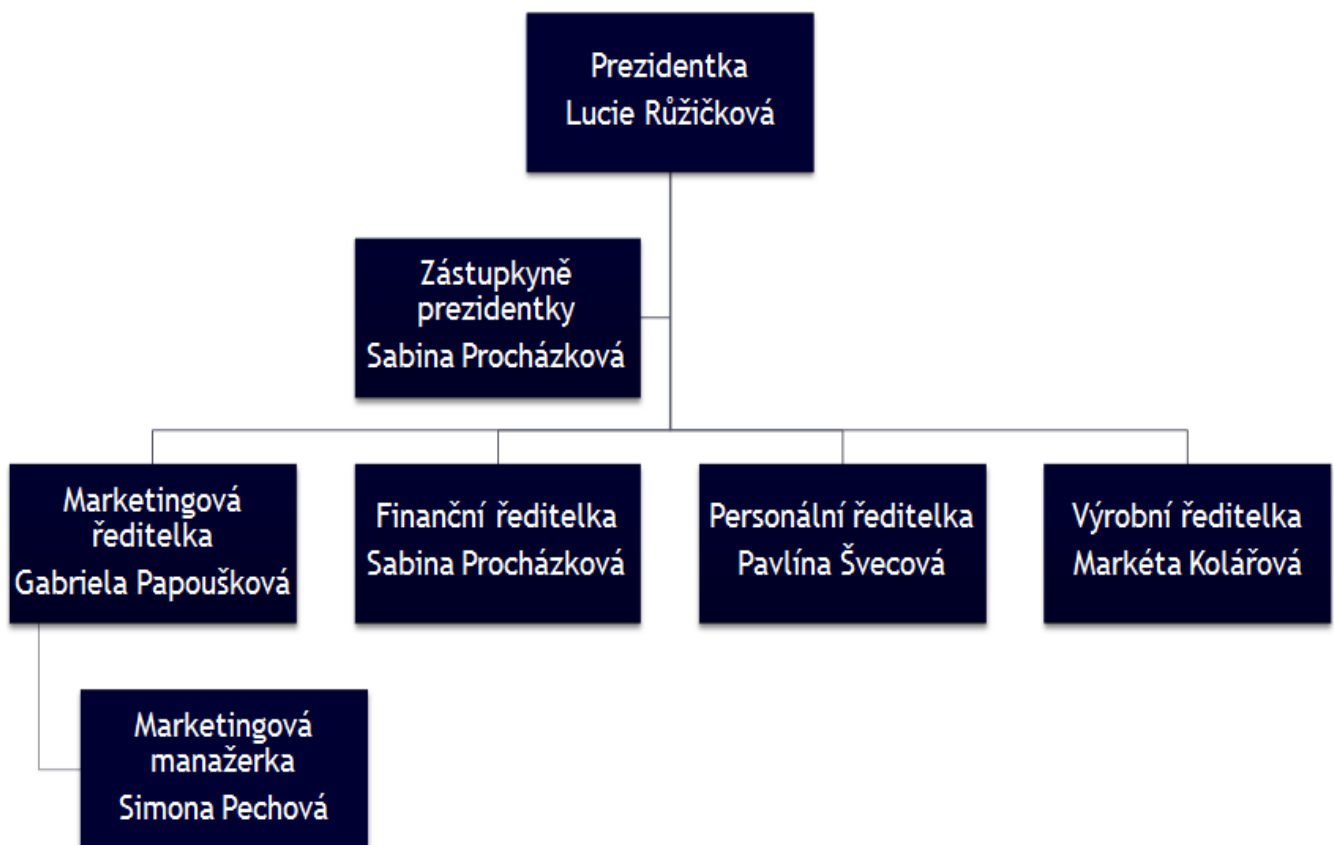 Prezidentka
Lucie Růžičková
Zástupkyně
prezidentky
Sabina Procházková
Marketingová
ředitelka
Gabriela Papoušková
Finanční ředitelka
Sabina Procházková
Personální ředitelka
Pavlína Švecová
Výrobní ředitelka
Markéta Kolářová
Marketingová
manažerka
Simona Pechová